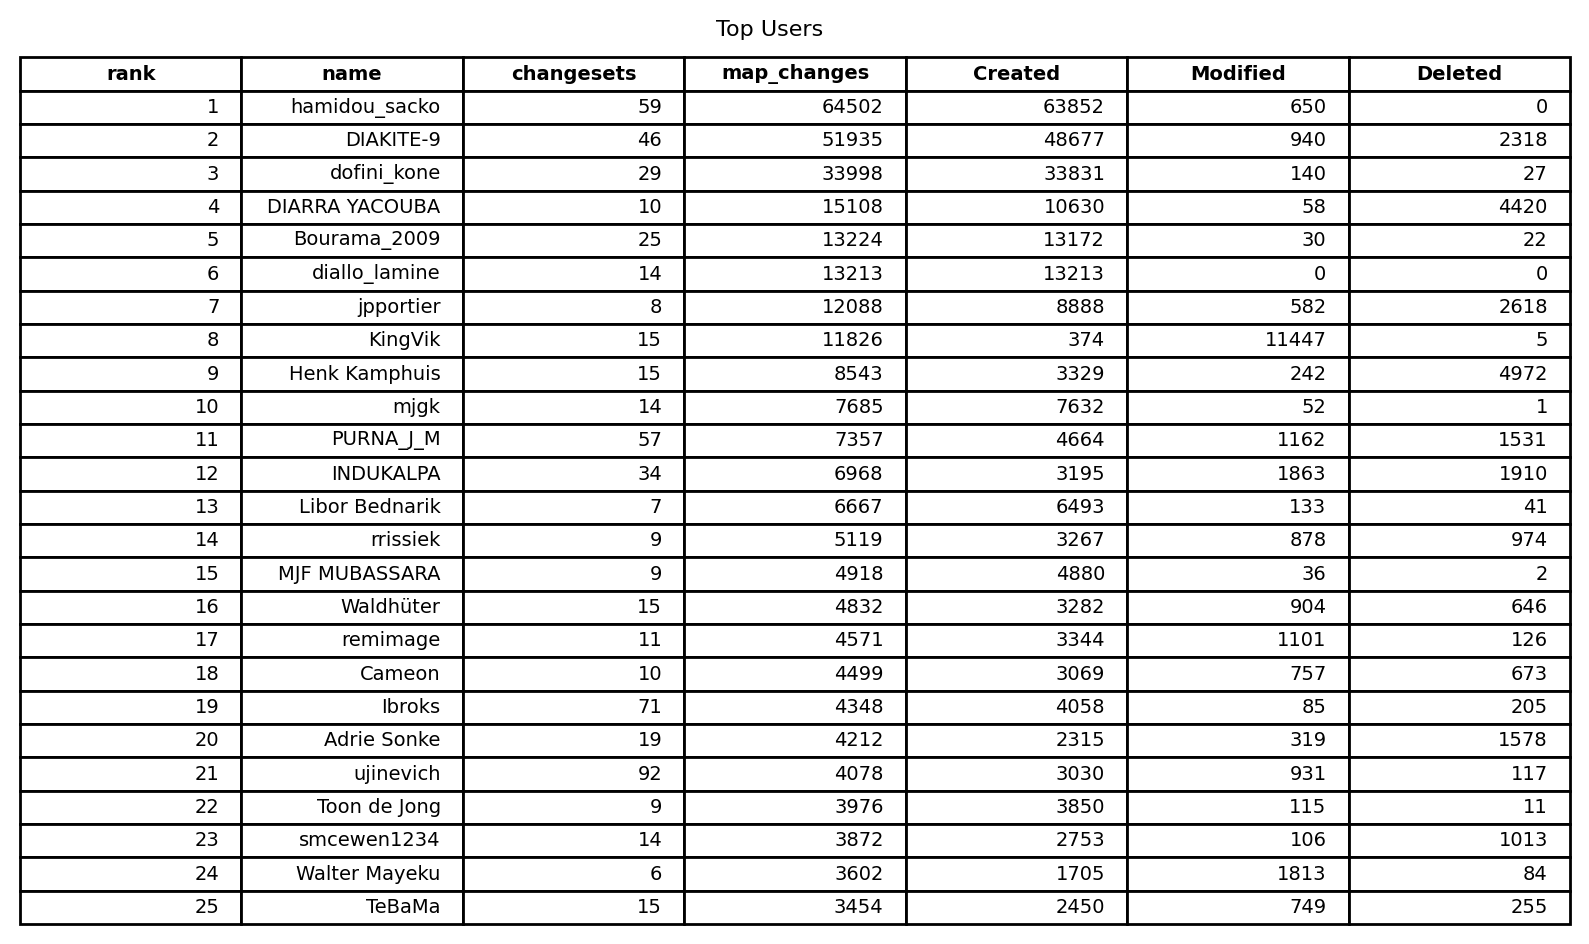 Top Users
rank name changesets map_changes Created Modified Deleted
1 hamidou_sacko 59 64502 63852 650 0
2 DIAKITE-9 46 51935 48677 940 2318
3 dofini_kone 29 33998 33831 140 27
4 DIARRA YACOUBA 10 15108 10630 58 4420
5 Bourama_2009 25 13224 13172 30 22
6 diallo_lamine 14 13213 13213 0 0
7 jpportier 8 12088 8888 582 2618
8 KingVik 15 11826 374 11447 5
9 Henk Kamphuis 15 8543 3329 242 4972
10 mjgk 14 7685 7632 52 1
11 PURNA_J_M 57 7357 4664 1162 1531
12 INDUKALPA 34 6968 3195 1863 1910
13 Libor Bednarik 7 6667 6493 133 41
14 rrissiek 9 5119 3267 878 974
15 MJF MUBASSARA 9 4918 4880 36 2
16 Waldhüter 15 4832 3282 904 646
17 remimage 11 4571 3344 1101 126
18 Cameon 10 4499 3069 757 673
19 Ibroks 71 4348 4058 85 205
20 Adrie Sonke 19 4212 2315 319 1578
21 ujinevich 92 4078 3030 931 117
22 Toon de Jong 9 3976 3850 115 11
23 smcewen1234 14 3872 2753 106 1013
24 Walter Mayeku 6 3602 1705 1813 84
25 TeBaMa 15 3454 2450 749 255